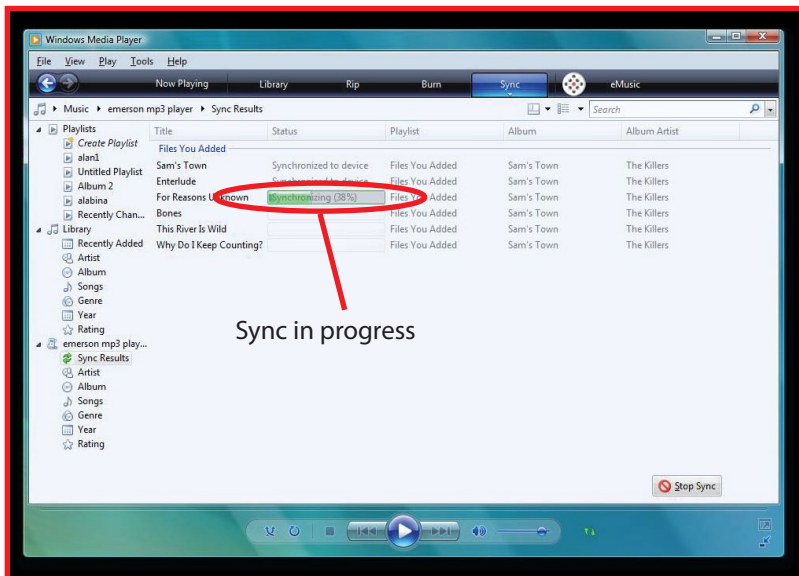 Windows Media Player
File View Play Tools Help
Now Playing Library Rip Burn Sync eMusic
Music ▸ emerson mp3 player ▸ Sync Results Search
Playlists
Create Playlist
alan1
Untitled Playlist
Album 2
alabina
Recently Chan...
Library
Recently Added
Artist
Album
Songs
Genre
Year
Rating
emerson mp3 play...
Sync Results
Artist
Album
Songs
Genre
Year
Rating
Title Status Playlist Album Album Artist
Files You Added
Sam's Town Synchronized to device Files You Added Sam's Town The Killers
Enterlude Synchronized to device Files You Added Sam's Town The Killers
For Reasons Unknown Synchronizing (38%) Files You Added Sam's Town The Killers
Bones Files You Added Sam's Town The Killers
This River Is Wild Files You Added Sam's Town The Killers
Why Do I Keep Counting? Files You Added Sam's Town The Killers
Sync in progress
Stop Sync